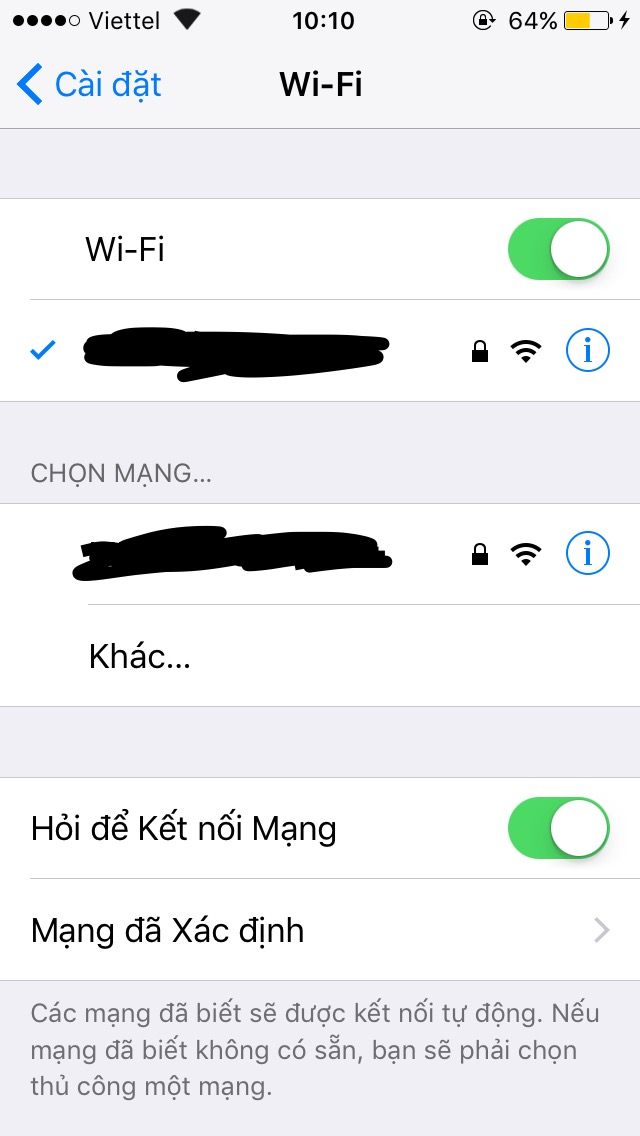 Viettel 10:10 64%
Cài đặt Wi-Fi
Wi-Fi
CHỌN MẠNG...
Khác...
Hỏi để Kết nối Mạng
Mạng đã Xác định
Các mạng đã biết sẽ được kết nối tự động. Nếu
mạng đã biết không có sẵn, bạn sẽ phải chọn
thủ công một mạng.